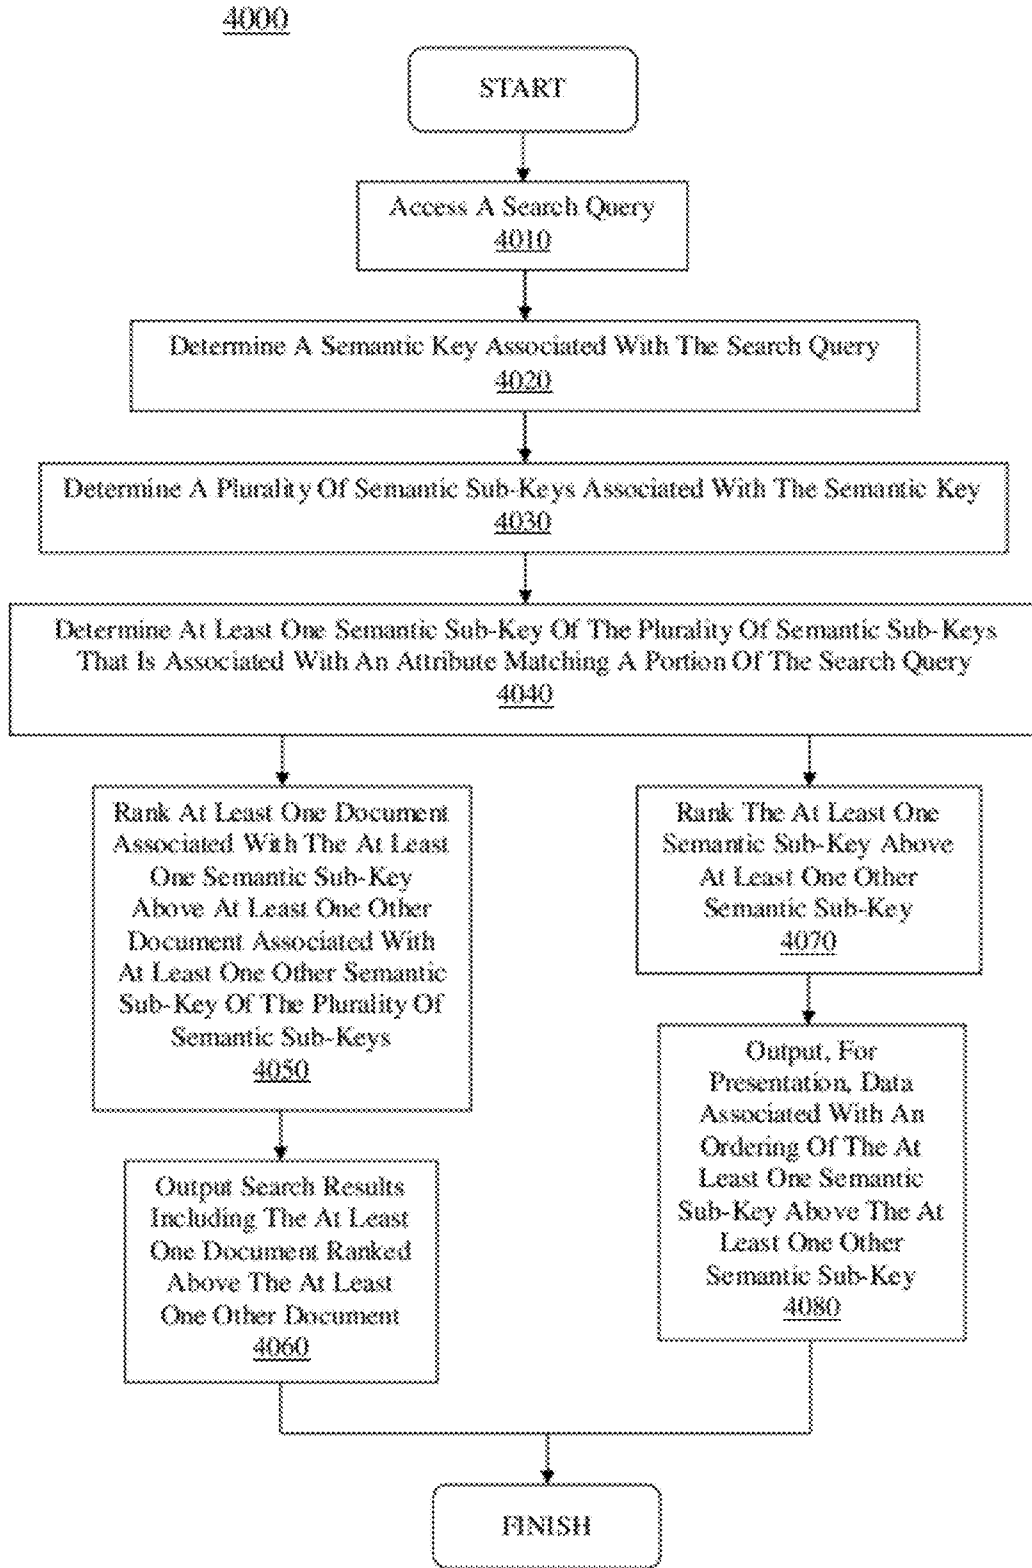 4000
START
Access A Search Query
4010
Determine A Semantic Key Associated With The Search Query
4020
Determine A Plurality Of Semantic Sub-Keys Associated With The Semantic Key
4030
Determine At Least One Semantic Sub-Key Of The Plurality Of Semantic Sub-Keys
That Is Associated With An Attribute Matching A Portion Of The Search Query
4040
Rank At Least One Document
Associated With The At Least
One Semantic Sub-Key
Above At Least One Other
Document Associated With
At Least One Other Semantic
Sub-Key Of The Plurality Of
Semantic Sub-Keys
4050
Output Search Results
Including The At Least
One Document Ranked
Above The At Least
One Other Document
4060
Rank The At Least One
Semantic Sub-Key Above
At Least One Other
Semantic Sub-Key
4070
Output, For
Presentation, Data
Associated With An
Ordering Of The At
Least One Semantic
Sub-Key Above The At
Least One Other
Semantic Sub-Key
4080
FINISH